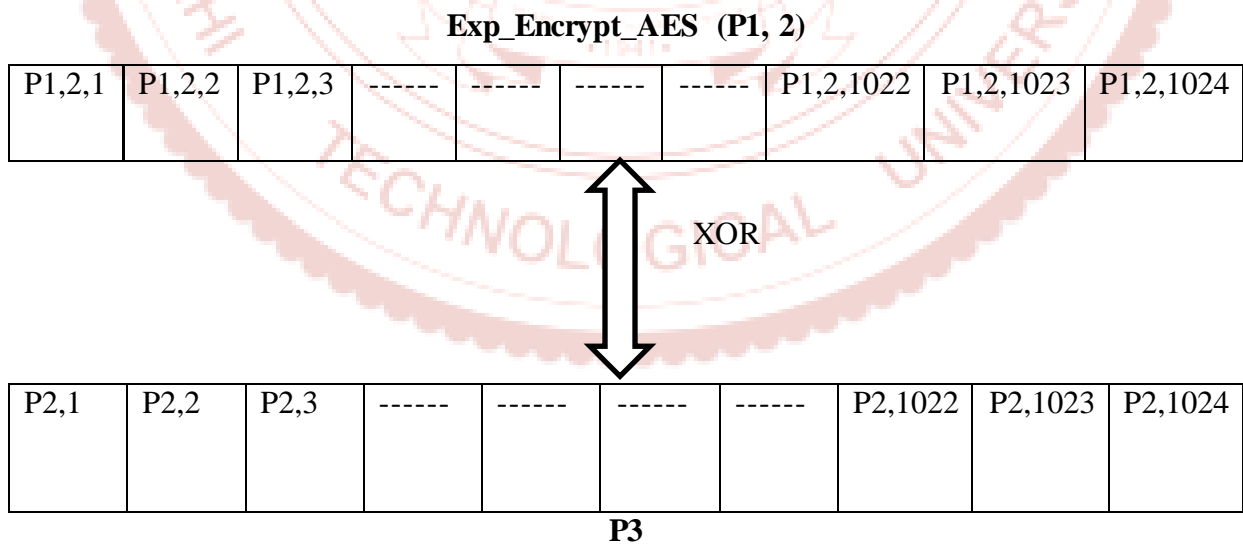 Exp_Encrypt_AES (P1, 2)
P1,2,1 P1,2,2 P1,2,3 ------ ------ ------ ------ P1,2,1022 P1,2,1023 P1,2,1024
TECHNOLOGICAL
XOR
P2,1 P2,2 P2,3 ------ ------ ------ ------ P2,1022 P2,1023 P2,1024
P3